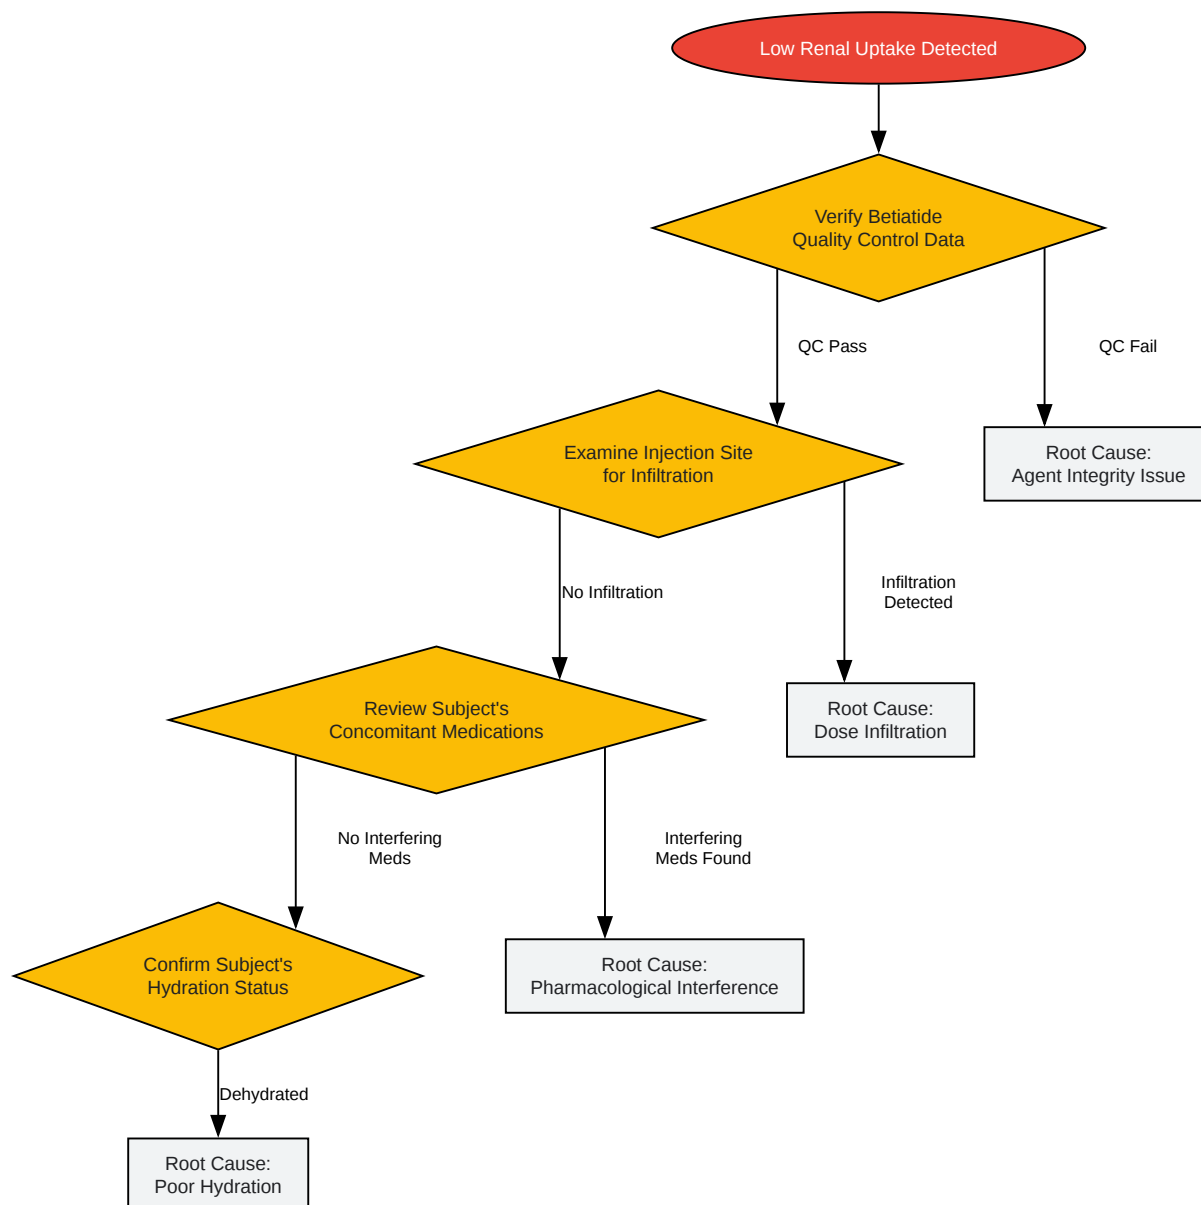 Low Renal Uptake Detected
Verify Betiatide
Quality Control Data
QC Pass
QC Fail
Examine Injection Site
for Infiltration
Root Cause:
Agent Integrity Issue
No Infiltration
Infiltration
Detected
Review Subject's
Concomitant Medications
Root Cause:
Dose Infiltration
No Interfering
Meds
Interfering
Meds Found
Confirm Subject's
Hydration Status
Root Cause:
Pharmacological Interference
Dehydrated
Root Cause:
Poor Hydration